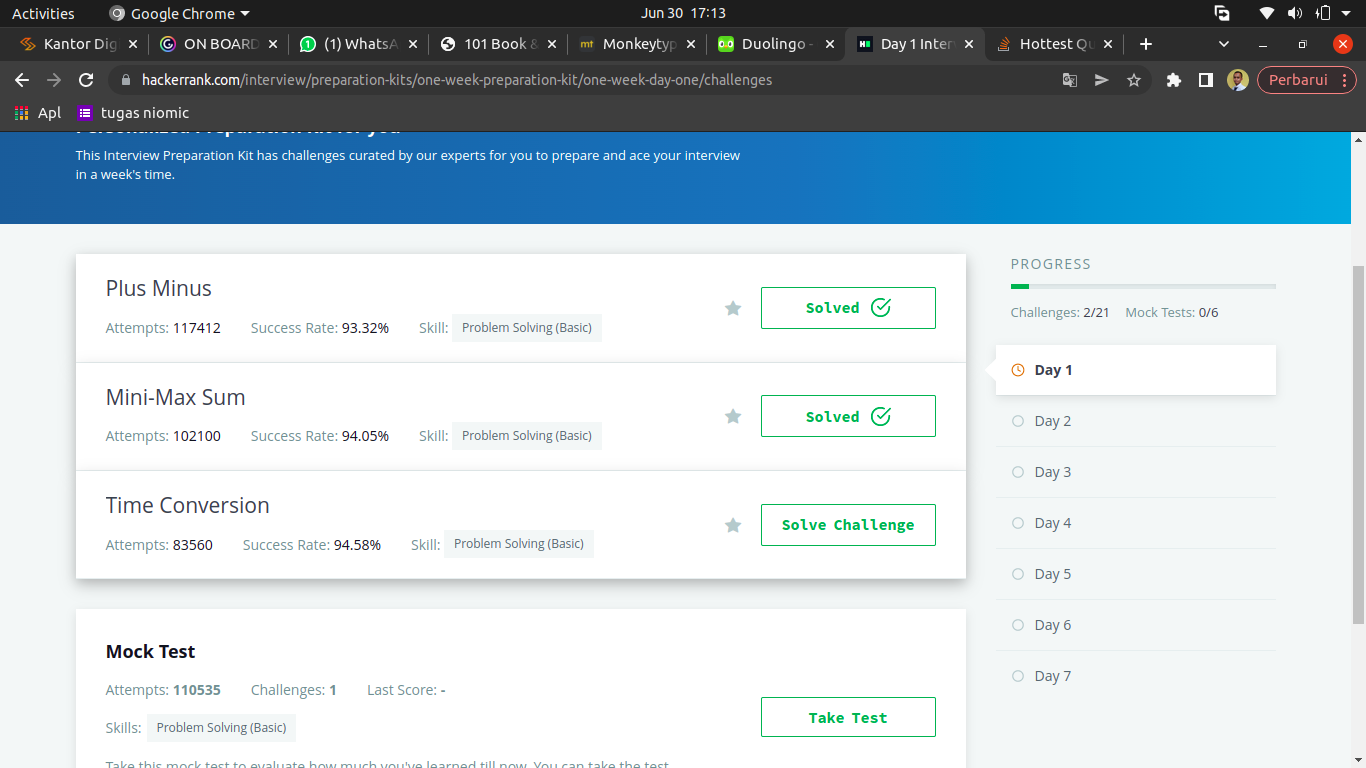 Activities Google Chrome Jun 30 17:13
Kantor Dig ON BOARD (1) WhatsA 101 Book & Monkeytyp Duolingo - Day 1 Inter Hottest Qu
hackerrank.com/interview/preparation-kits/one-week-preparation-kit/one-week-day-one/challenges Perbarui
Apl tugas niomic
Personalized Preparation Kit for you
This Interview Preparation Kit has challenges curated by our experts for you to prepare and ace your interview
in a week's time.
Plus Minus
Attempts: 117412 Success Rate: 93.32% Skill: Problem Solving (Basic)
Solved
Mini-Max Sum
Attempts: 102100 Success Rate: 94.05% Skill: Problem Solving (Basic)
Solved
Time Conversion
Attempts: 83560 Success Rate: 94.58% Skill: Problem Solving (Basic)
Solve Challenge
Mock Test
Attempts: 110535 Challenges: 1 Last Score: -
Skills: Problem Solving (Basic)
Take Test
Take this mock test to evaluate how much you've learned till now. You can take the test
PROGRESS
Challenges: 2/21 Mock Tests: 0/6
Day 1
Day 2
Day 3
Day 4
Day 5
Day 6
Day 7